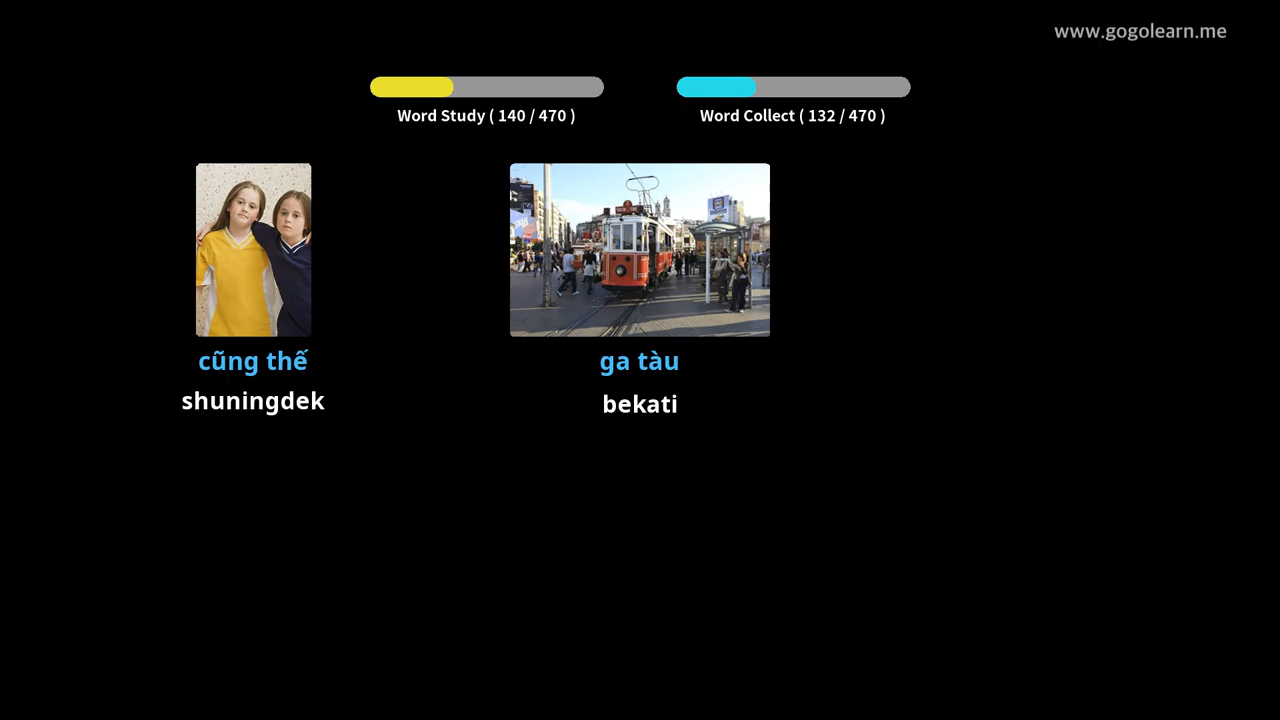 www.gogolearn.me
Word Study ( 140 / 470 )
Word Collect ( 132 / 470 )
cũng thế
ga tàu
shuningdek
bekati